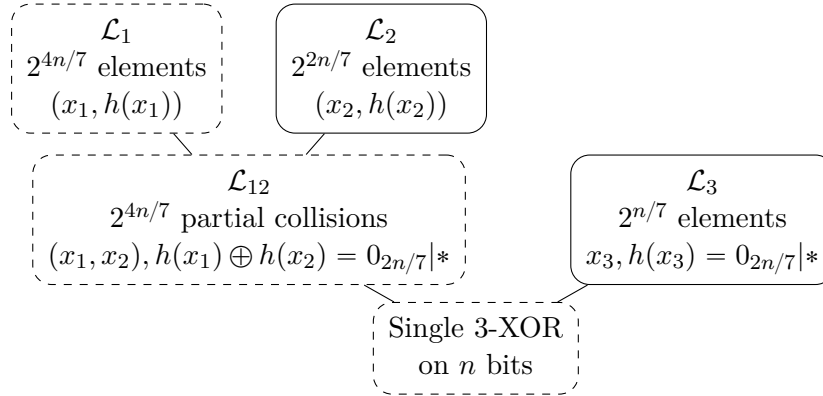 ℒ₁
2^{4n/7} elements
(x₁, h(x₁))
ℒ₂
2^{2n/7} elements
(x₂, h(x₂))
ℒ₁₂
2^{4n/7} partial collisions
(x₁, x₂), h(x₁) ⊕ h(x₂) = 0_{2n/7}|∗
ℒ₃
2^{n/7} elements
x₃, h(x₃) = 0_{2n/7}|∗
Single 3-XOR
on n bits